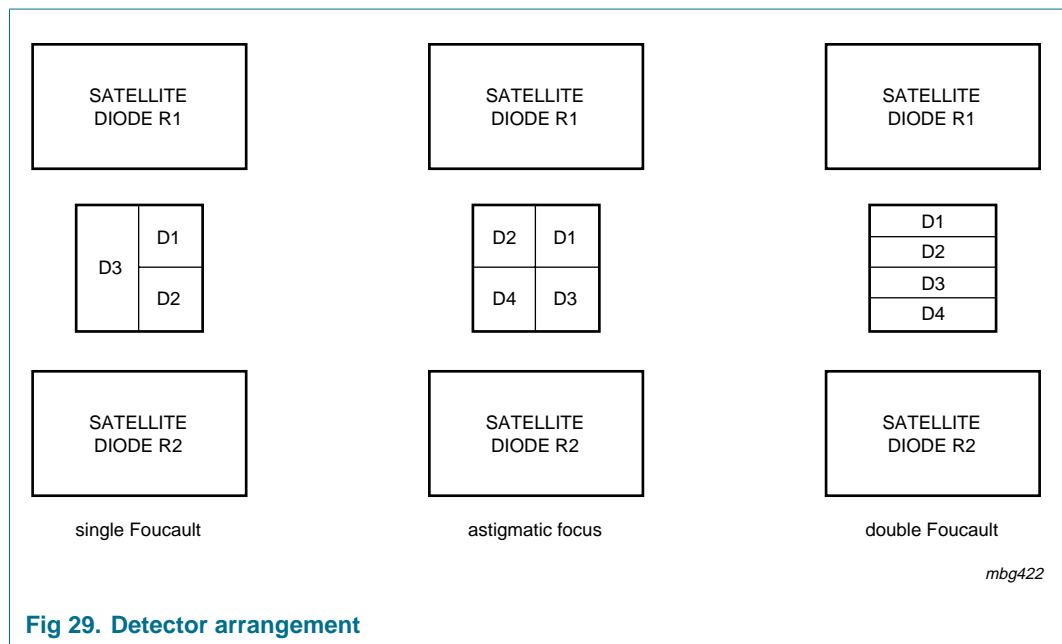 SATELLITE
DIODE R1
SATELLITE
DIODE R1
SATELLITE
DIODE R1
D3
D1
D2
D2
D1
D4
D3
D1
D2
D3
D4
SATELLITE
DIODE R2
SATELLITE
DIODE R2
SATELLITE
DIODE R2
single Foucault
astigmatic focus
double Foucault
mbg422
Fig 29. Detector arrangement